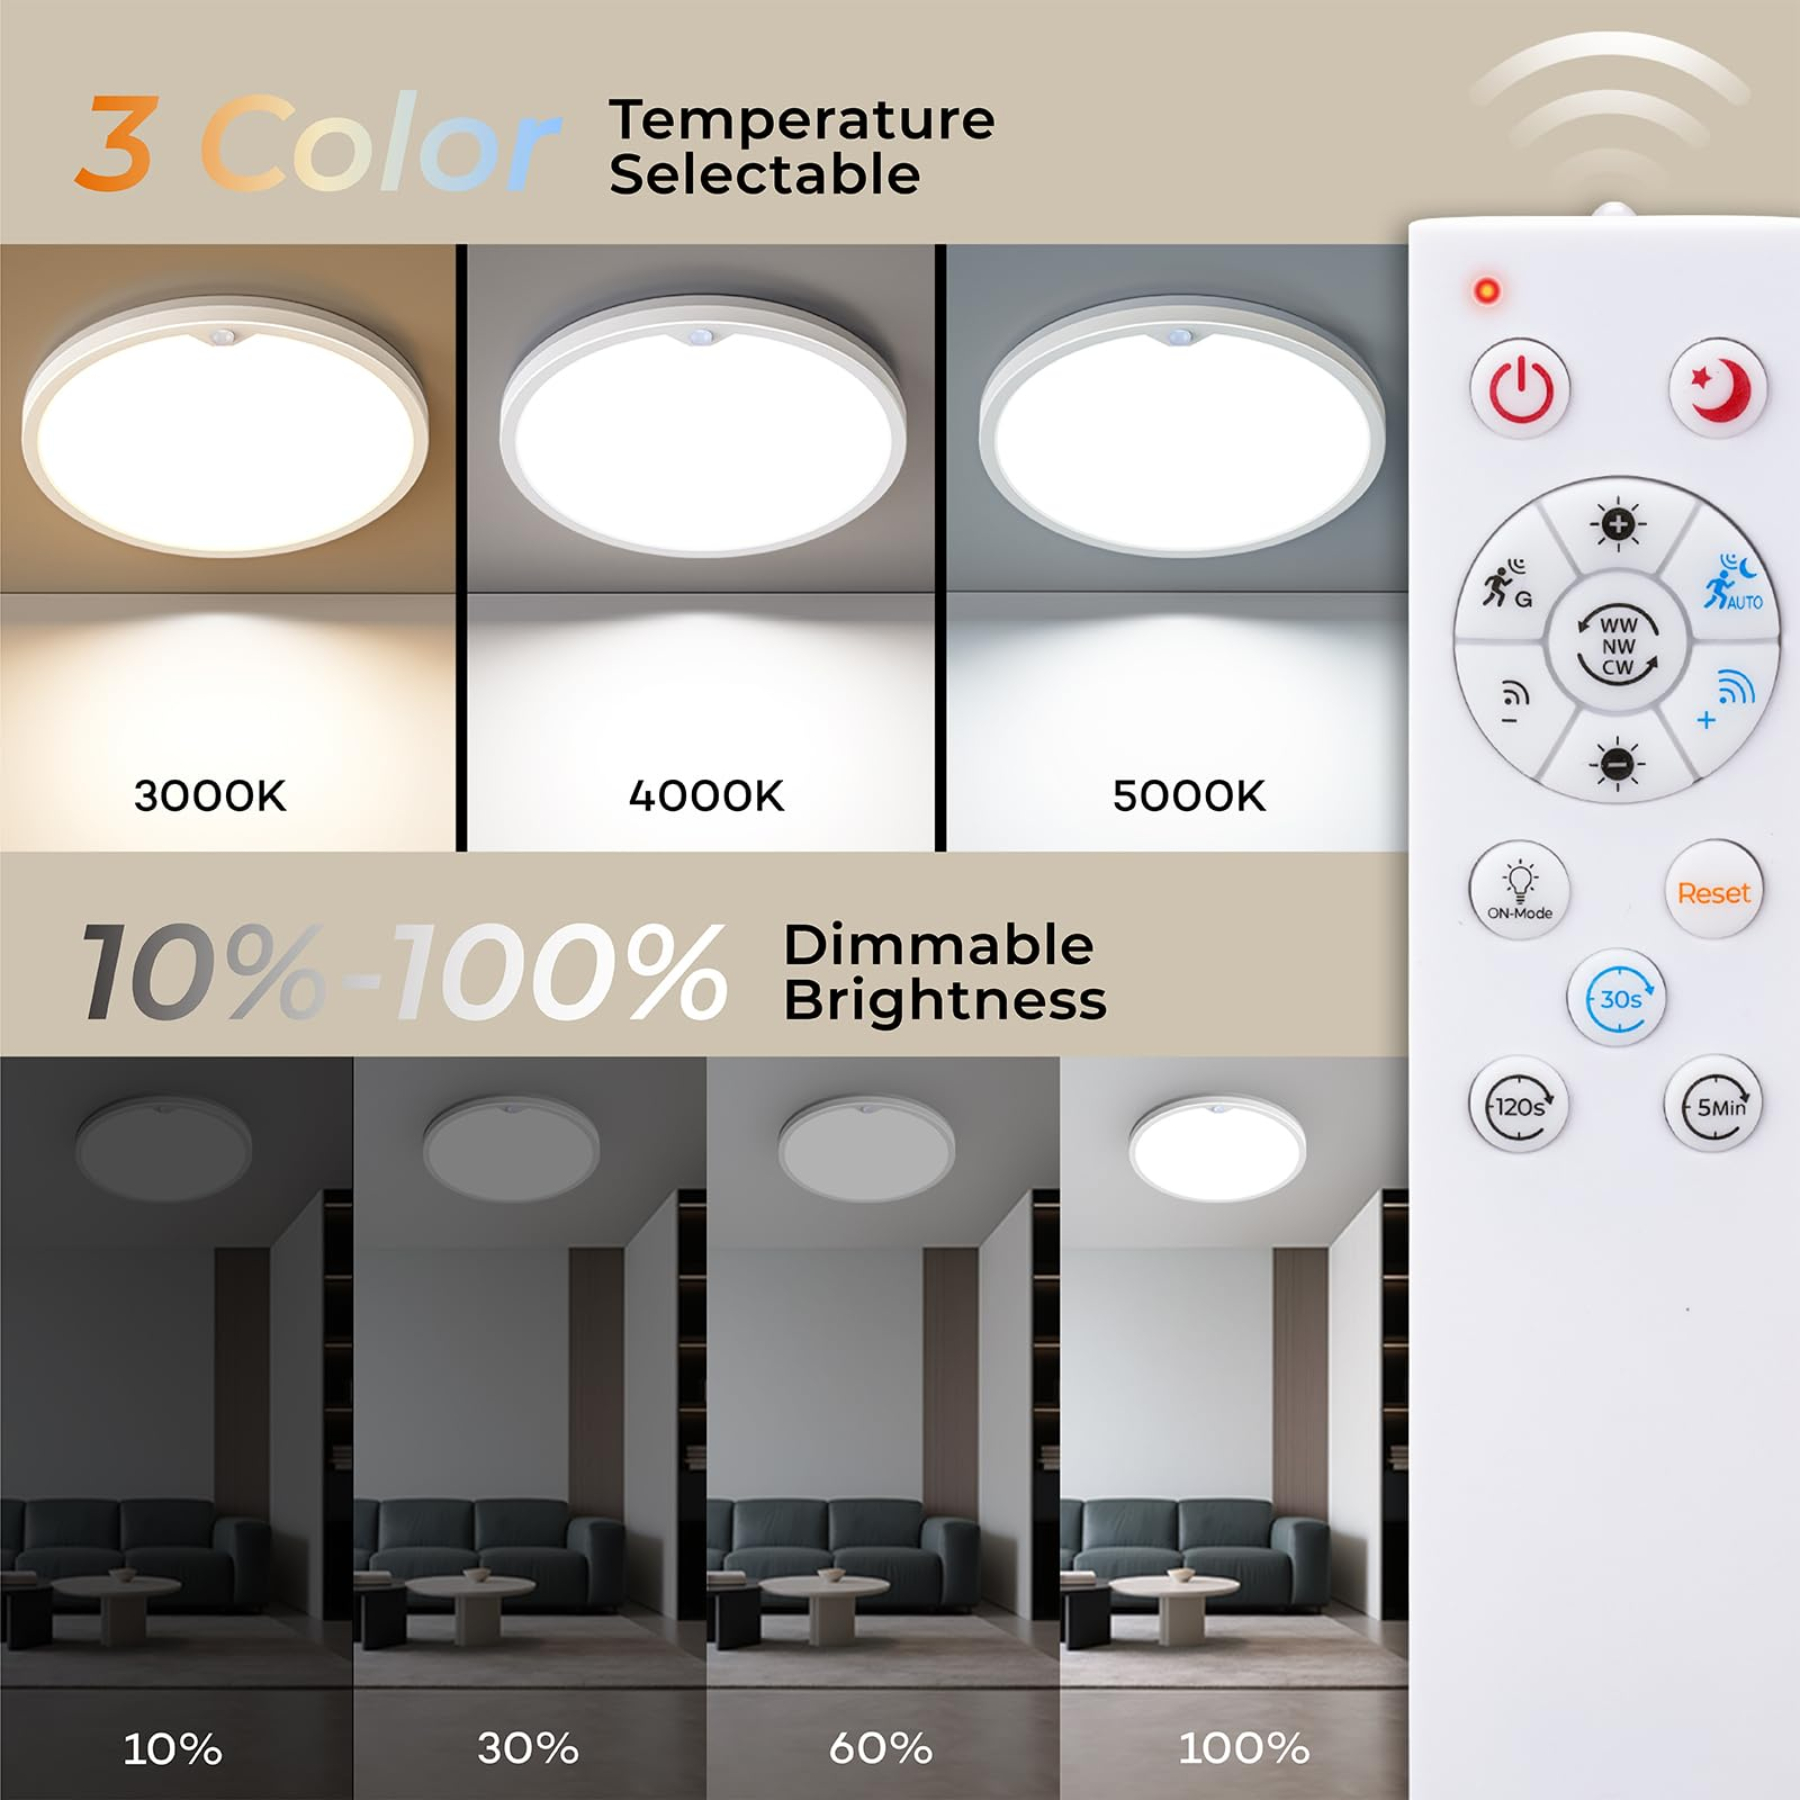 3 Color
Temperature
Selectable
3000K
4000K
5000K
10%-100%
Dimmable
Brightness
10%
30%
60%
100%
G
AUTO
WW
NW
CW
ON-Mode
Reset
30s
120s
5Min